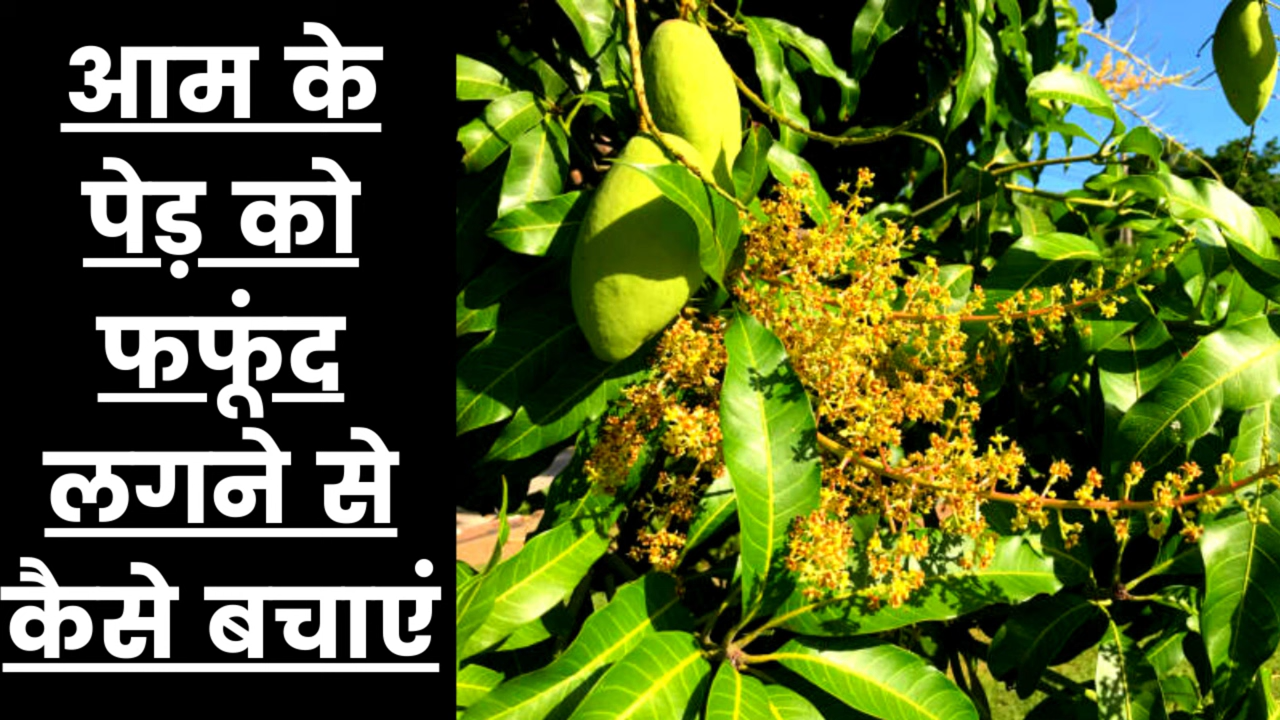 आम के
पेड़ को
फफूंद
लगने से
कैसे बचाएं